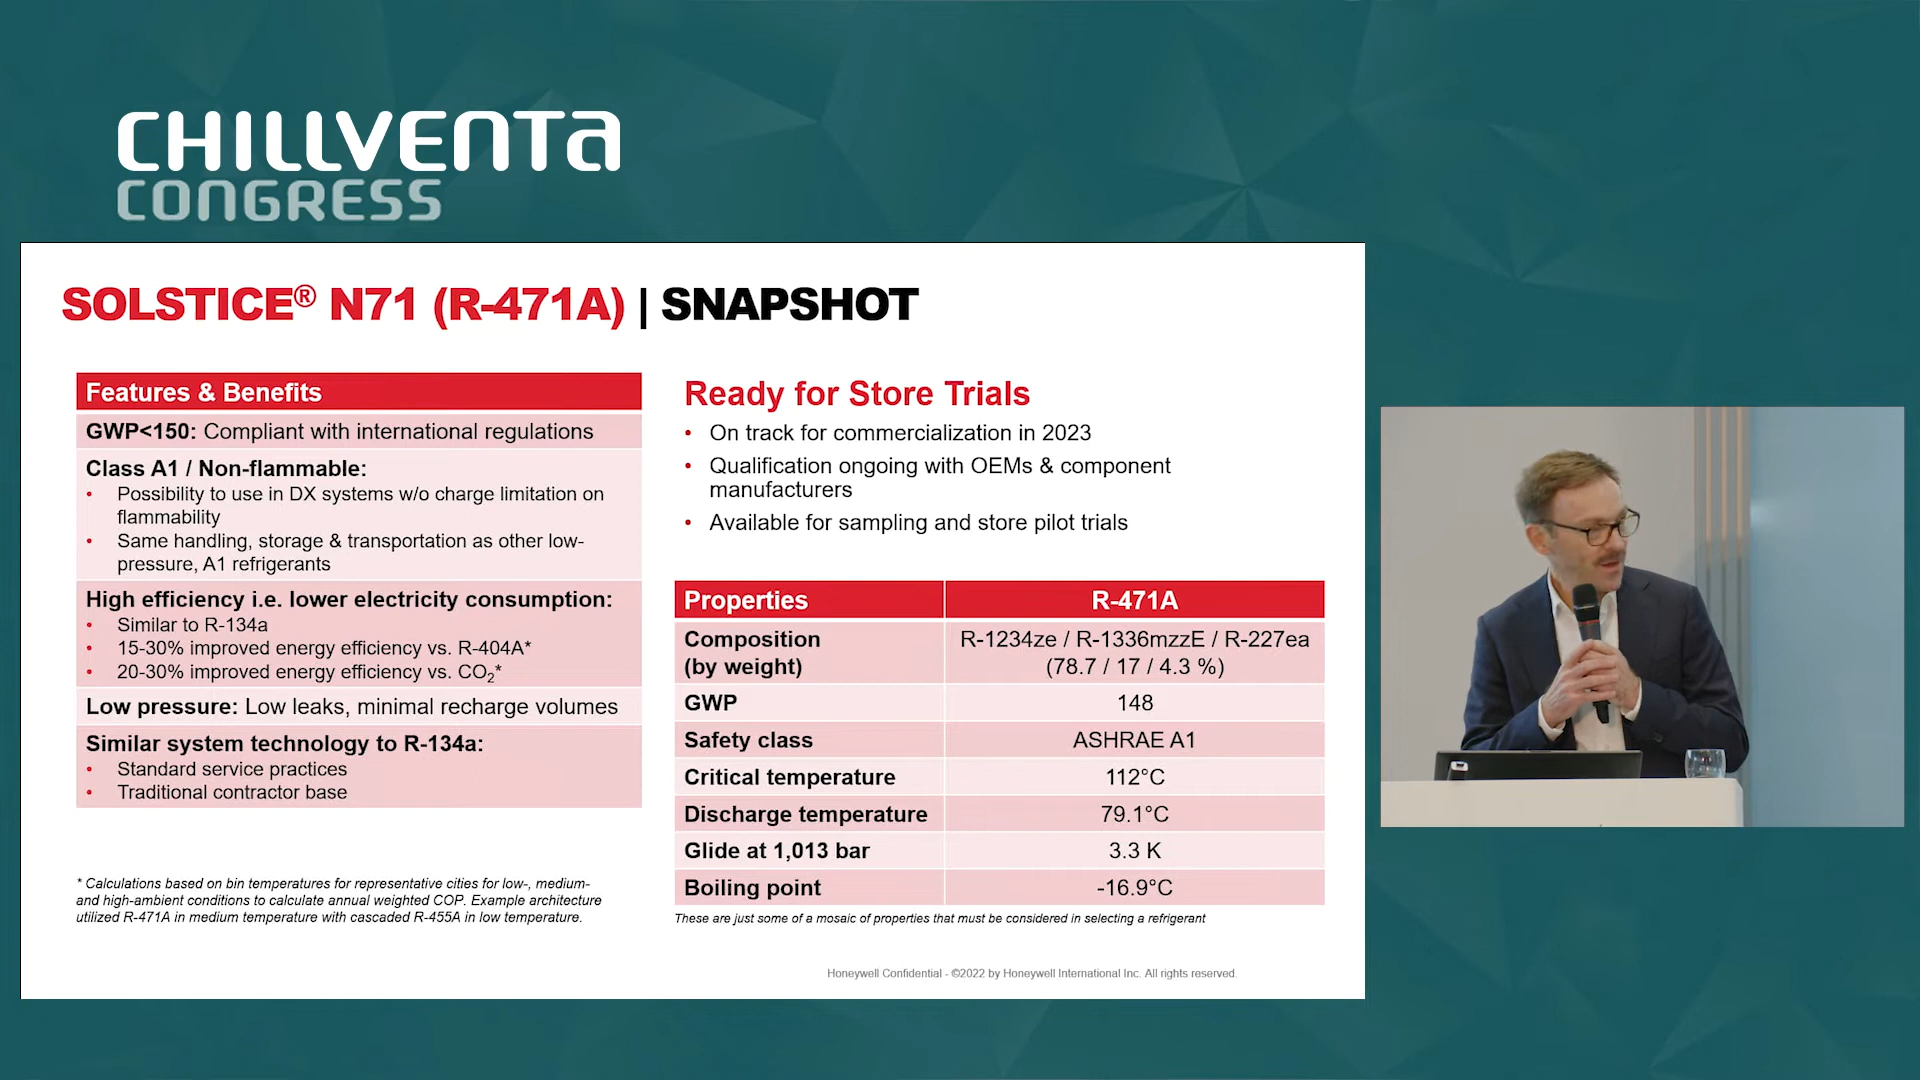 CHILLVENTA
CONGRESS
SOLSTICE® N71 (R-471A) | SNAPSHOT
Features & Benefits
GWP<150: Compliant with international regulations
Class A1 / Non-flammable:
• Possibility to use in DX systems w/o charge limitation on
flammability
• Same handling, storage & transportation as other low-
pressure, A1 refrigerants
High efficiency i.e. lower electricity consumption:
• Similar to R-134a
• 15-30% improved energy efficiency vs. R-404A*
• 20-30% improved energy efficiency vs. CO₂*
Low pressure: Low leaks, minimal recharge volumes
Similar system technology to R-134a:
• Standard service practices
• Traditional contractor base
* Calculations based on bin temperatures for representative cities for low-, medium-
and high-ambient conditions to calculate annual weighted COP. Example architecture
utilized R-471A in medium temperature with cascaded R-455A in low temperature.
Ready for Store Trials
• On track for commercialization in 2023
• Qualification ongoing with OEMs & component
manufacturers
• Available for sampling and store pilot trials
Properties R-471A
Composition R-1234ze / R-1336mzzE / R-227ea
(by weight) (78.7 / 17 / 4.3 %)
GWP 148
Safety class ASHRAE A1
Critical temperature 112°C
Discharge temperature 79.1°C
Glide at 1,013 bar 3.3 K
Boiling point -16.9°C
These are just some of a mosaic of properties that must be considered in selecting a refrigerant
Honeywell Confidential - ©2022 by Honeywell International Inc. All rights reserved.